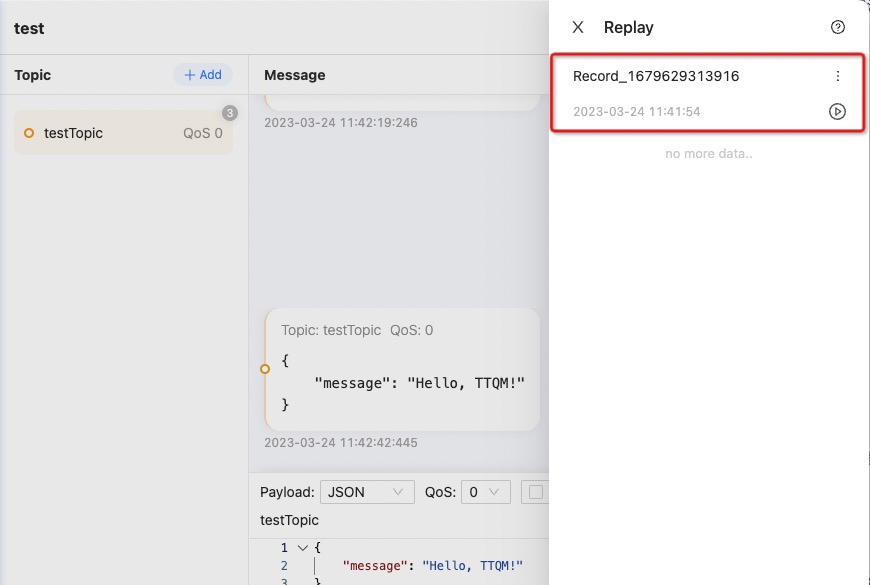 test
Topic
+ Add
3
testTopic
QoS 0
Message
2023-03-24 11:42:19:246
Topic: testTopic QoS: 0
{
"message": "Hello, TTQM!"
}
2023-03-24 11:42:42:445
Payload: JSON QoS: 0
testTopic
1 {
2 "message": "Hello, TTQM!"
3 }
X Replay ?
Record_1679629313916
2023-03-24 11:41:54
no more data..